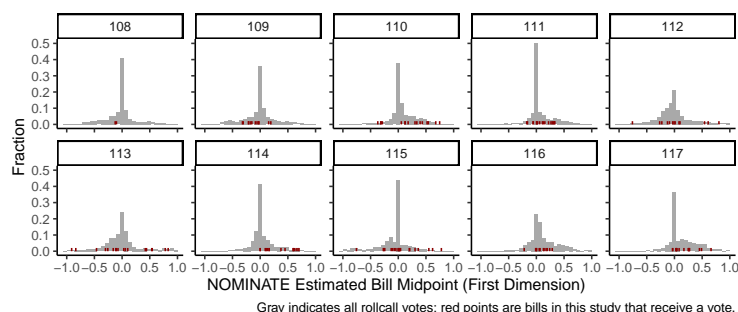 108 109 110 111 112
0.5
0.4
0.3
0.2
0.1
0.0
Fraction
113 114 115 116 117
0.5
0.4
0.3
0.2
0.1
0.0
−1.0 −0.5 0.0 0.5 1.0 −1.0 −0.5 0.0 0.5 1.0 −1.0 −0.5 0.0 0.5 1.0 −1.0 −0.5 0.0 0.5 1.0 −1.0 −0.5 0.0 0.5 1.0
NOMINATE Estimated Bill Midpoint (First Dimension)
Gray indicates all rollcall votes; red points are bills in this study that receive a vote.